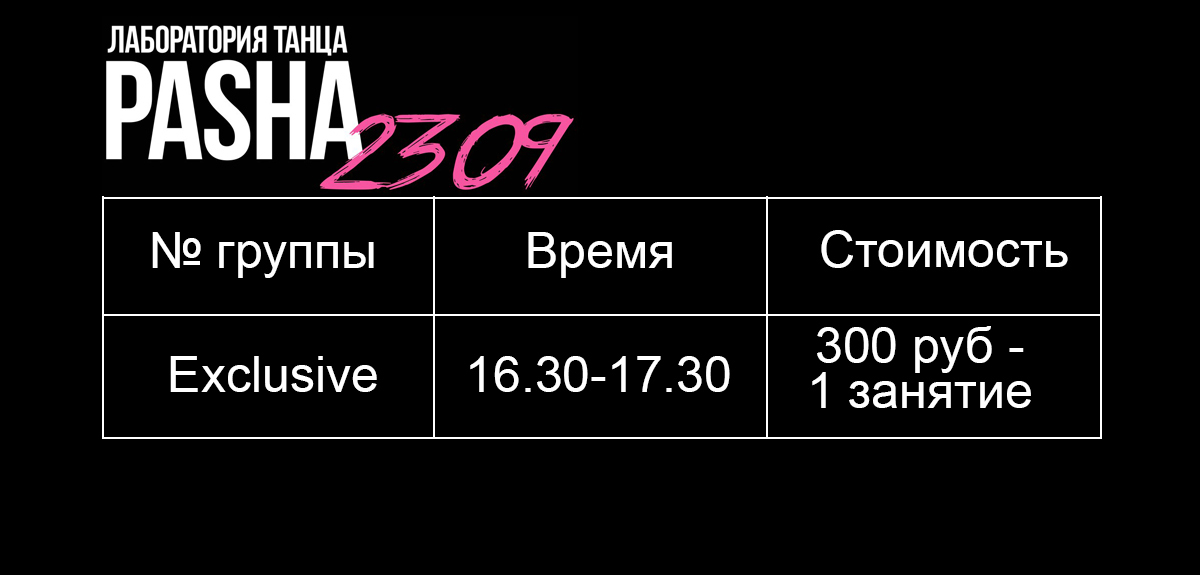 ЛАБОРАТОРИЯ ТАНЦА
PASHA
2309
№ группы
Время
Стоимость
Exclusive
16.30-17.30
300 руб -
1 занятие